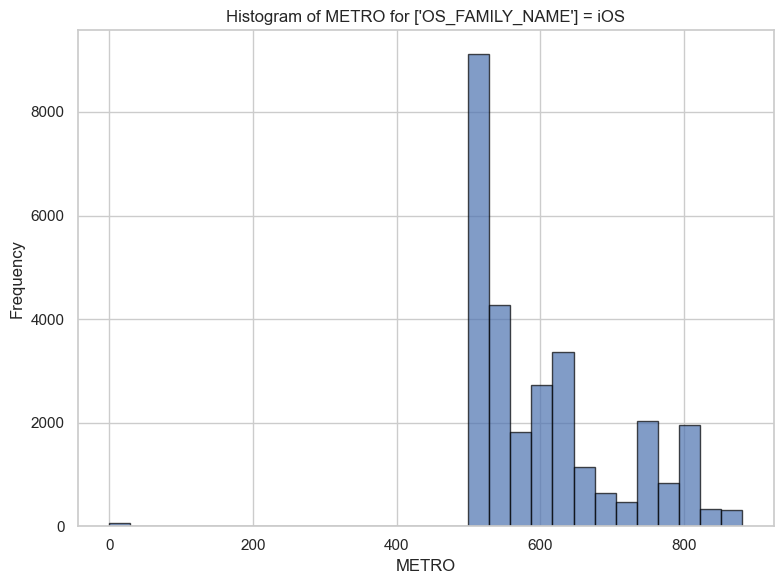 Histogram of METRO for ['OS_FAMILY_NAME'] = iOS
8000
6000
4000
2000
0
Frequency
0 200 400 600 800
METRO